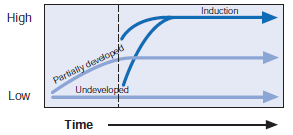 High
Induction
Partially developed
Undeveloped
Low
Time